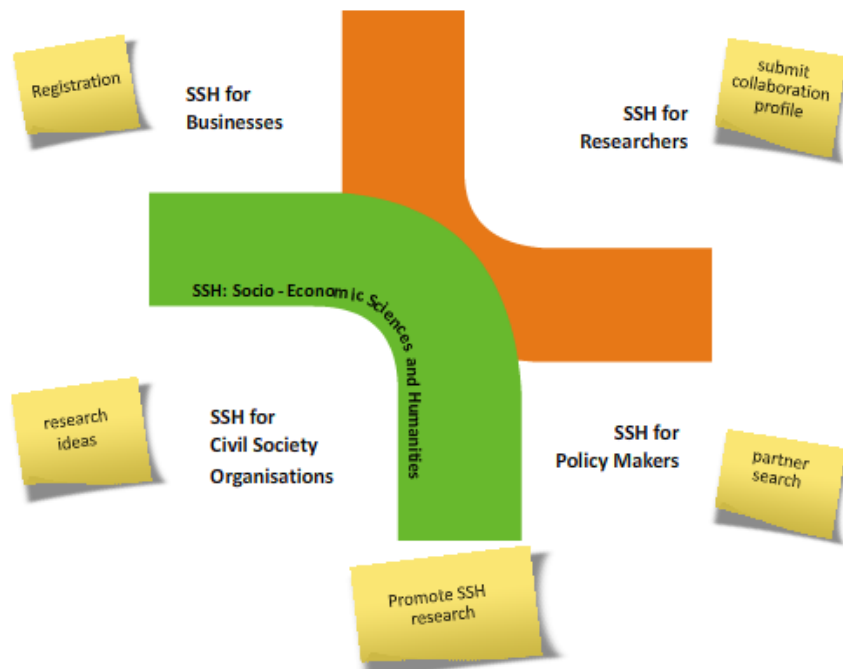 Registration
SSH for
Businesses
submit
collaboration
profile
SSH for
Researchers
SSH: Socio - Economic Sciences and Humanities
research
ideas
SSH for
Civil Society
Organisations
SSH for
Policy Makers
partner
search
Promote SSH
research